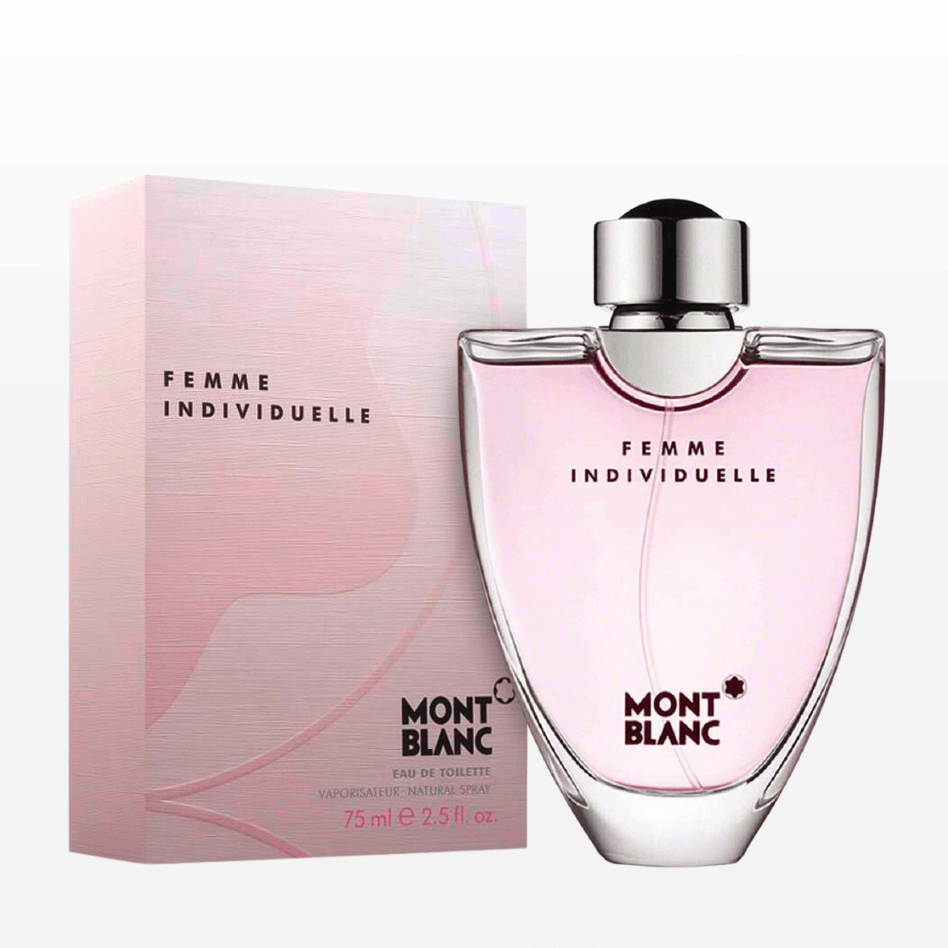 FEMME
INDIVIDUELLE
MONT
BLANC
EAU DE TOILETTE
VAPORISATEUR · NATURAL SPRAY
75 ml e 2.5 fl. oz.
FEMME
INDIVIDUELLE
MONT
BLANC